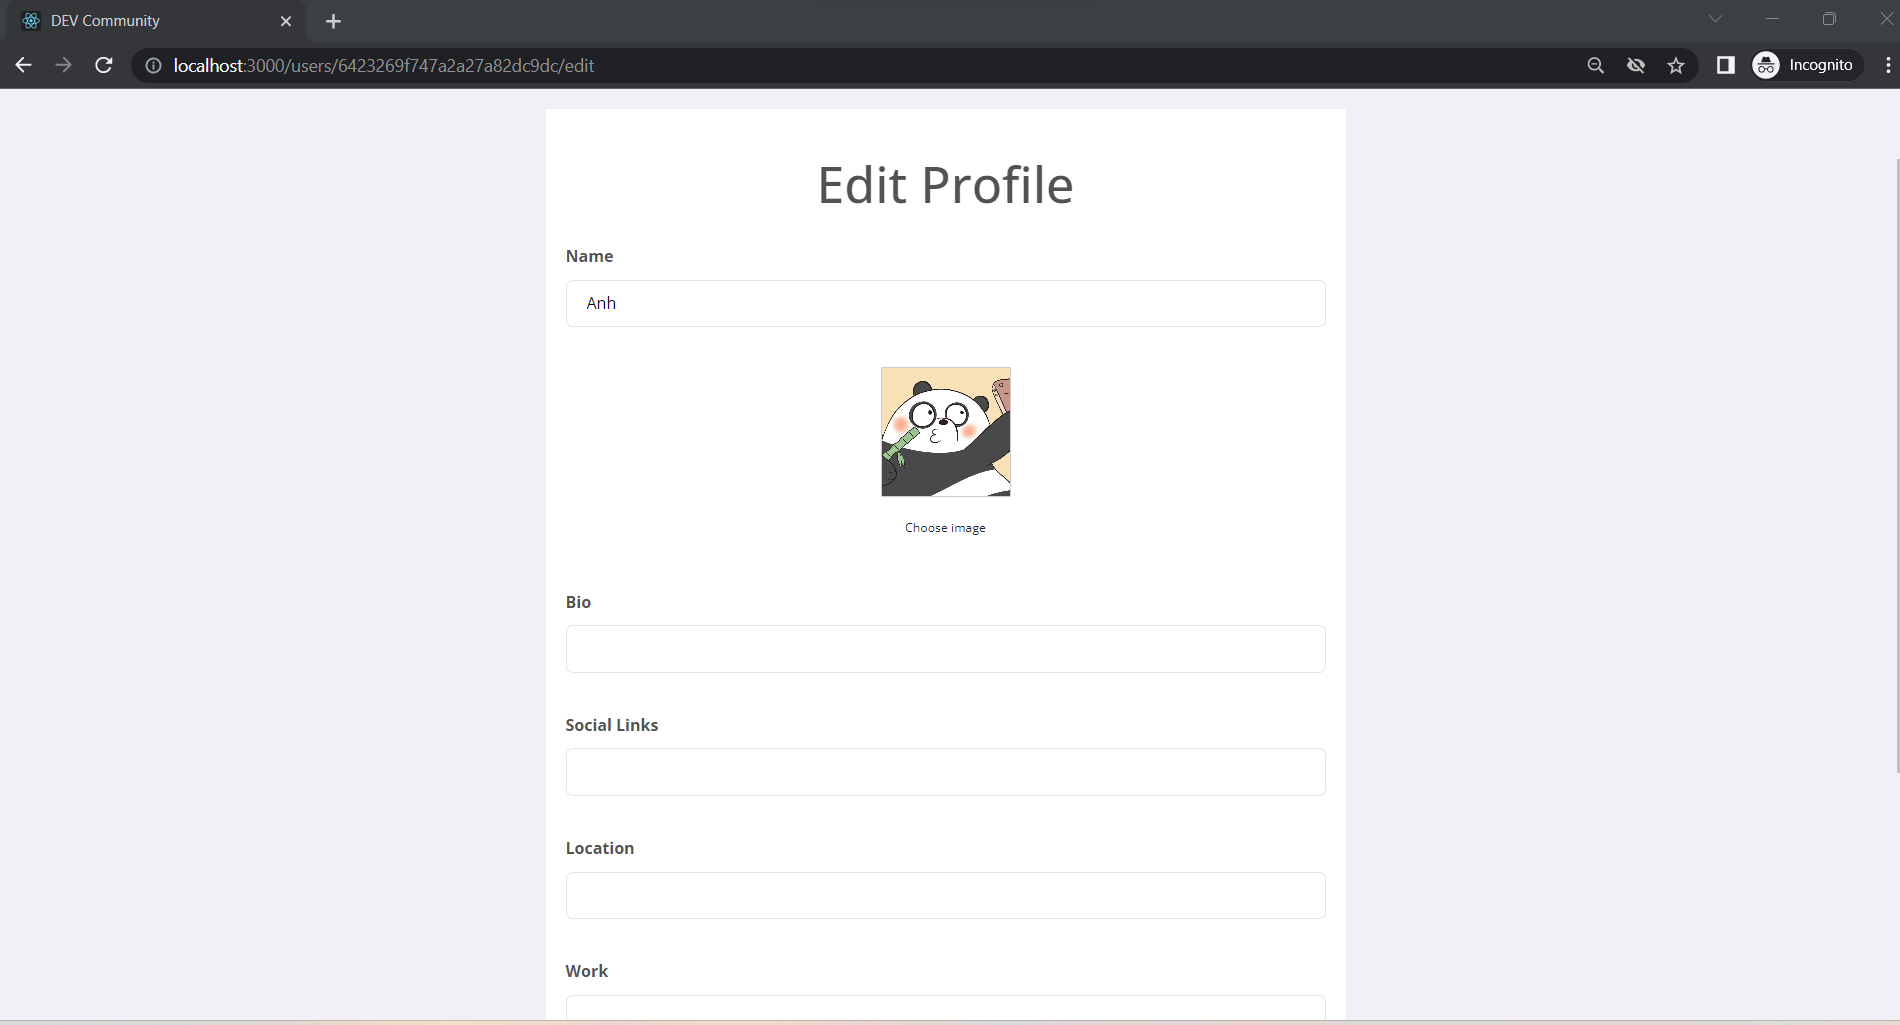 DEV Community
localhost:3000/users/6423269f747a2a27a82dc9dc/edit
Incognito
Edit Profile
Name
Anh
Choose image
Bio
Social Links
Location
Work